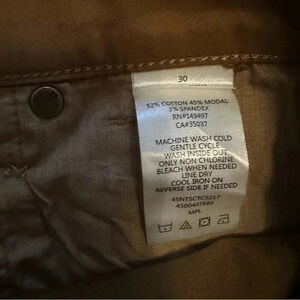 30
52% COTTON 45% MODAL
3% SPANDEX
RN#149497
CA#35037
MACHINE WASH COLD
GENTLE CYCLE
WASH INSIDE OUT
ONLY NON CHLORINE
BLEACH WHEN NEEDED
LINE DRY
COOL IRON ON
REVERSE SIDE IF NEEDED
MPL